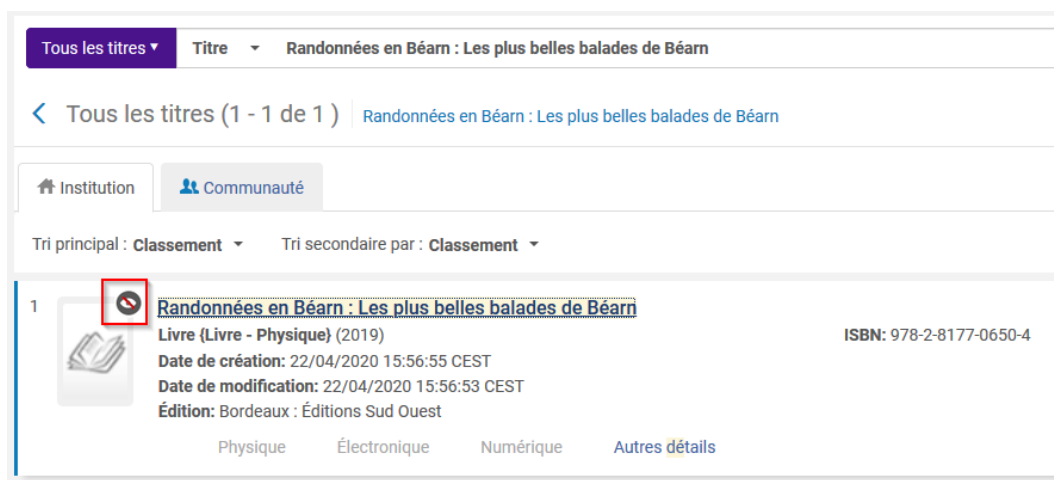 Tous les titres Titre Randonnées en Béarn : Les plus belles balades de Béarn
Tous les titres (1 - 1 de 1 ) Randonnées en Béarn : Les plus belles balades de Béarn
Institution Communauté
Tri principal : Classement Tri secondaire par : Classement
1 Randonnées en Béarn : Les plus belles balades de Béarn
Livre {Livre - Physique} (2019) ISBN: 978-2-8177-0650-4
Date de création: 22/04/2020 15:56:55 CEST
Date de modification: 22/04/2020 15:56:53 CEST
Édition: Bordeaux : Éditions Sud Ouest
Physique Électronique Numérique Autres détails